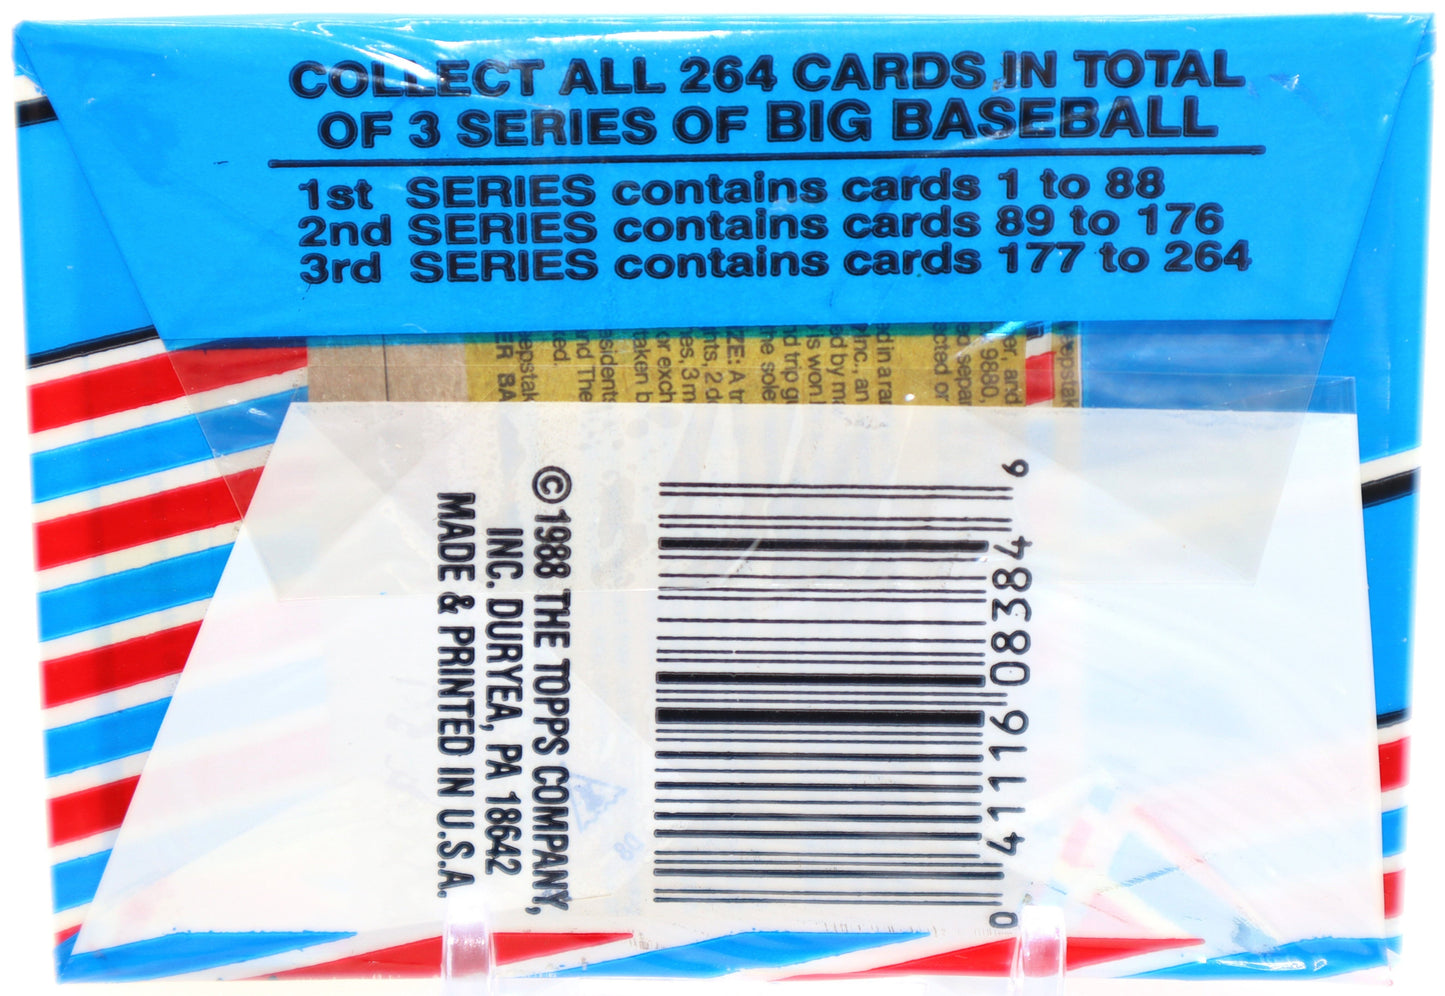 COLLECT ALL 264 CARDS IN TOTAL
OF 3 SERIES OF BIG BASEBALL
1st SERIES contains cards 1 to 88
2nd SERIES contains cards 89 to 176
3rd SERIES contains cards 177 to 264
© 1988 THE TOPPS COMPANY,
INC. DURYEA, PA 18642
MADE & PRINTED IN U.S.A.
0 41116 08384 9